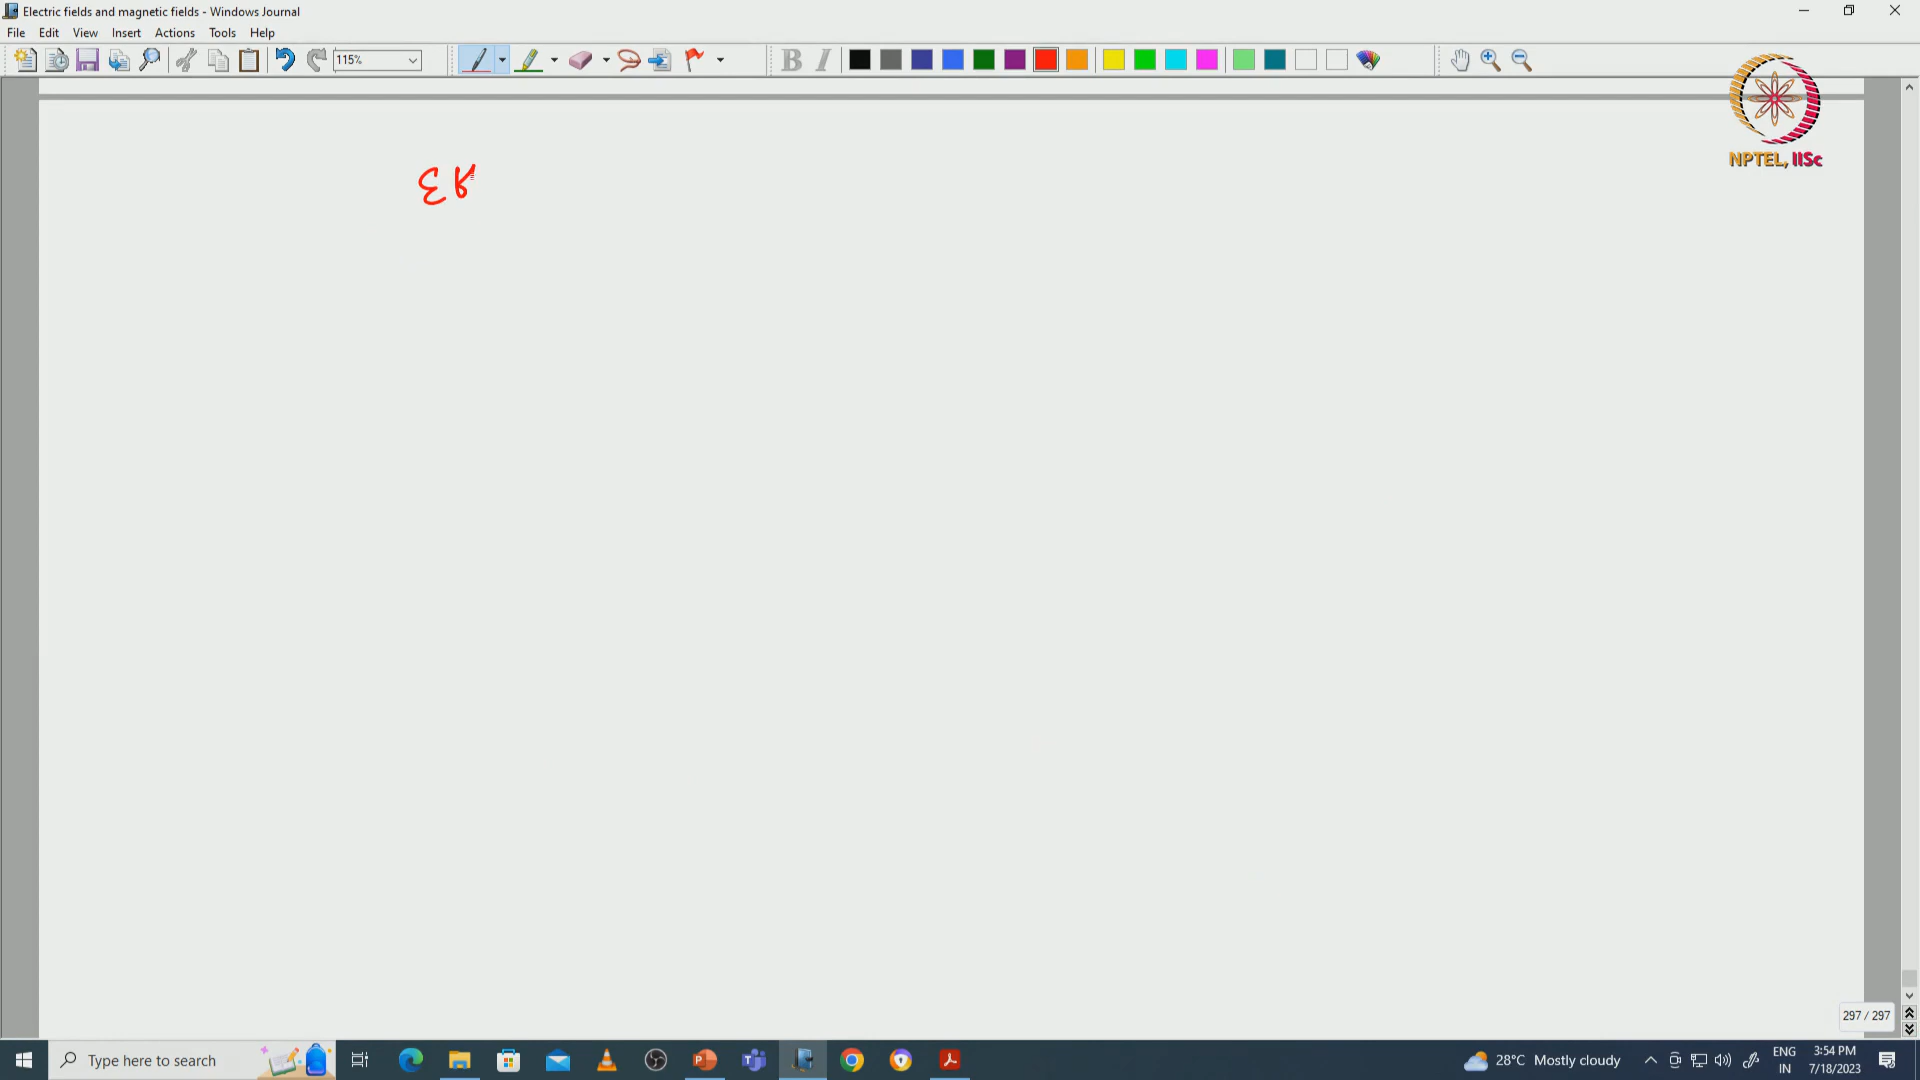 Electric fields and magnetic fields - Windows Journal
File Edit View Insert Actions Tools Help
115%
B I
NPTEL, IISc
297 / 297
Type here to search
28°C Mostly cloudy
ENG
IN
3:54 PM
7/18/2023